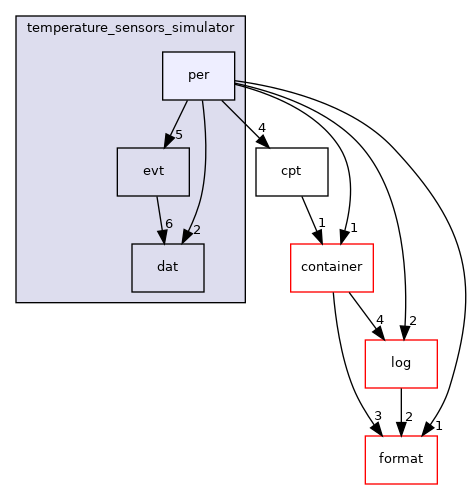 temperature_sensors_simulator
per
5
4
evt
cpt
6
2
1
1
dat
container
4
2
log
3
2
1
format